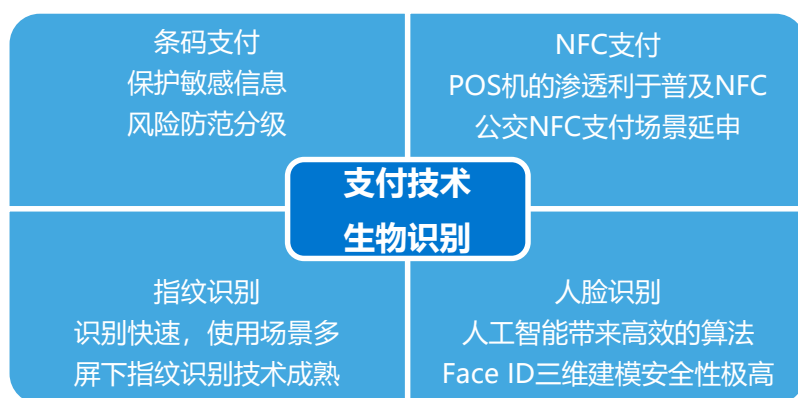 条码支付
保护敏感信息
风险防范分级
NFC支付
POS机的渗透利于普及NFC
公交NFC支付场景延申
支付技术
生物识别
指纹识别
识别快速，使用场景多
屏下指纹识别技术成熟
人脸识别
人工智能带来高效的算法
Face ID三维建模安全性极高